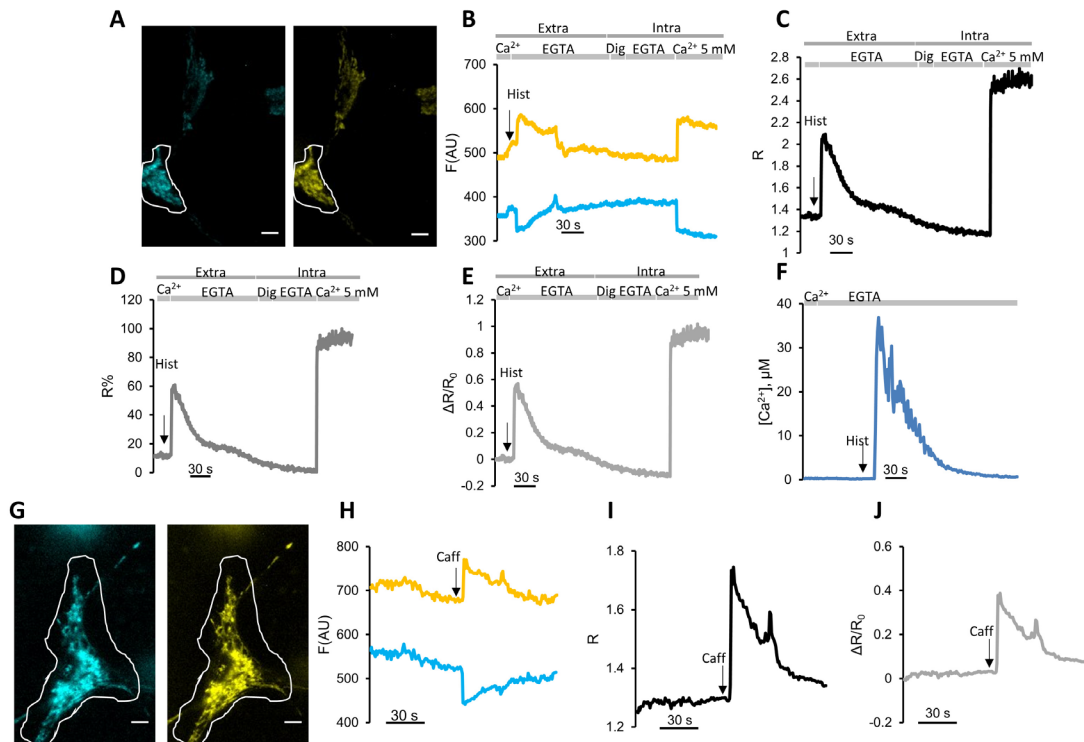 A
B
Extra
Intra
Ca²⁺
EGTA
Dig
EGTA
Ca²⁺ 5 mM
700
600
500
400
300
F(AU)
Hist
30 s
C
Extra
Intra
EGTA
Dig
EGTA
Ca²⁺ 5 mM
2.8
2.6
2.4
2.2
2
1.8
1.6
1.4
1.2
1
R
Hist
30 s
D
Extra
Intra
Ca²⁺
EGTA
Dig EGTA
Ca²⁺ 5 mM
120
100
80
60
40
20
0
R%
Hist
30 s
E
Extra
Intra
Ca²⁺
EGTA
Dig EGTA
Ca²⁺ 5 mM
1.2
1
0.8
0.6
0.4
0.2
0
-0.2
ΔR/R₀
Hist
30 s
F
Ca²⁺
EGTA
40
30
20
10
0
[Ca²⁺], µM
Hist
30 s
G
H
800
700
600
500
400
F(AU)
Caff
30 s
I
1.8
1.6
1.4
1.2
R
Caff
30 s
J
0.6
0.4
0.2
0
-0.2
ΔR/R₀
Caff
30 s